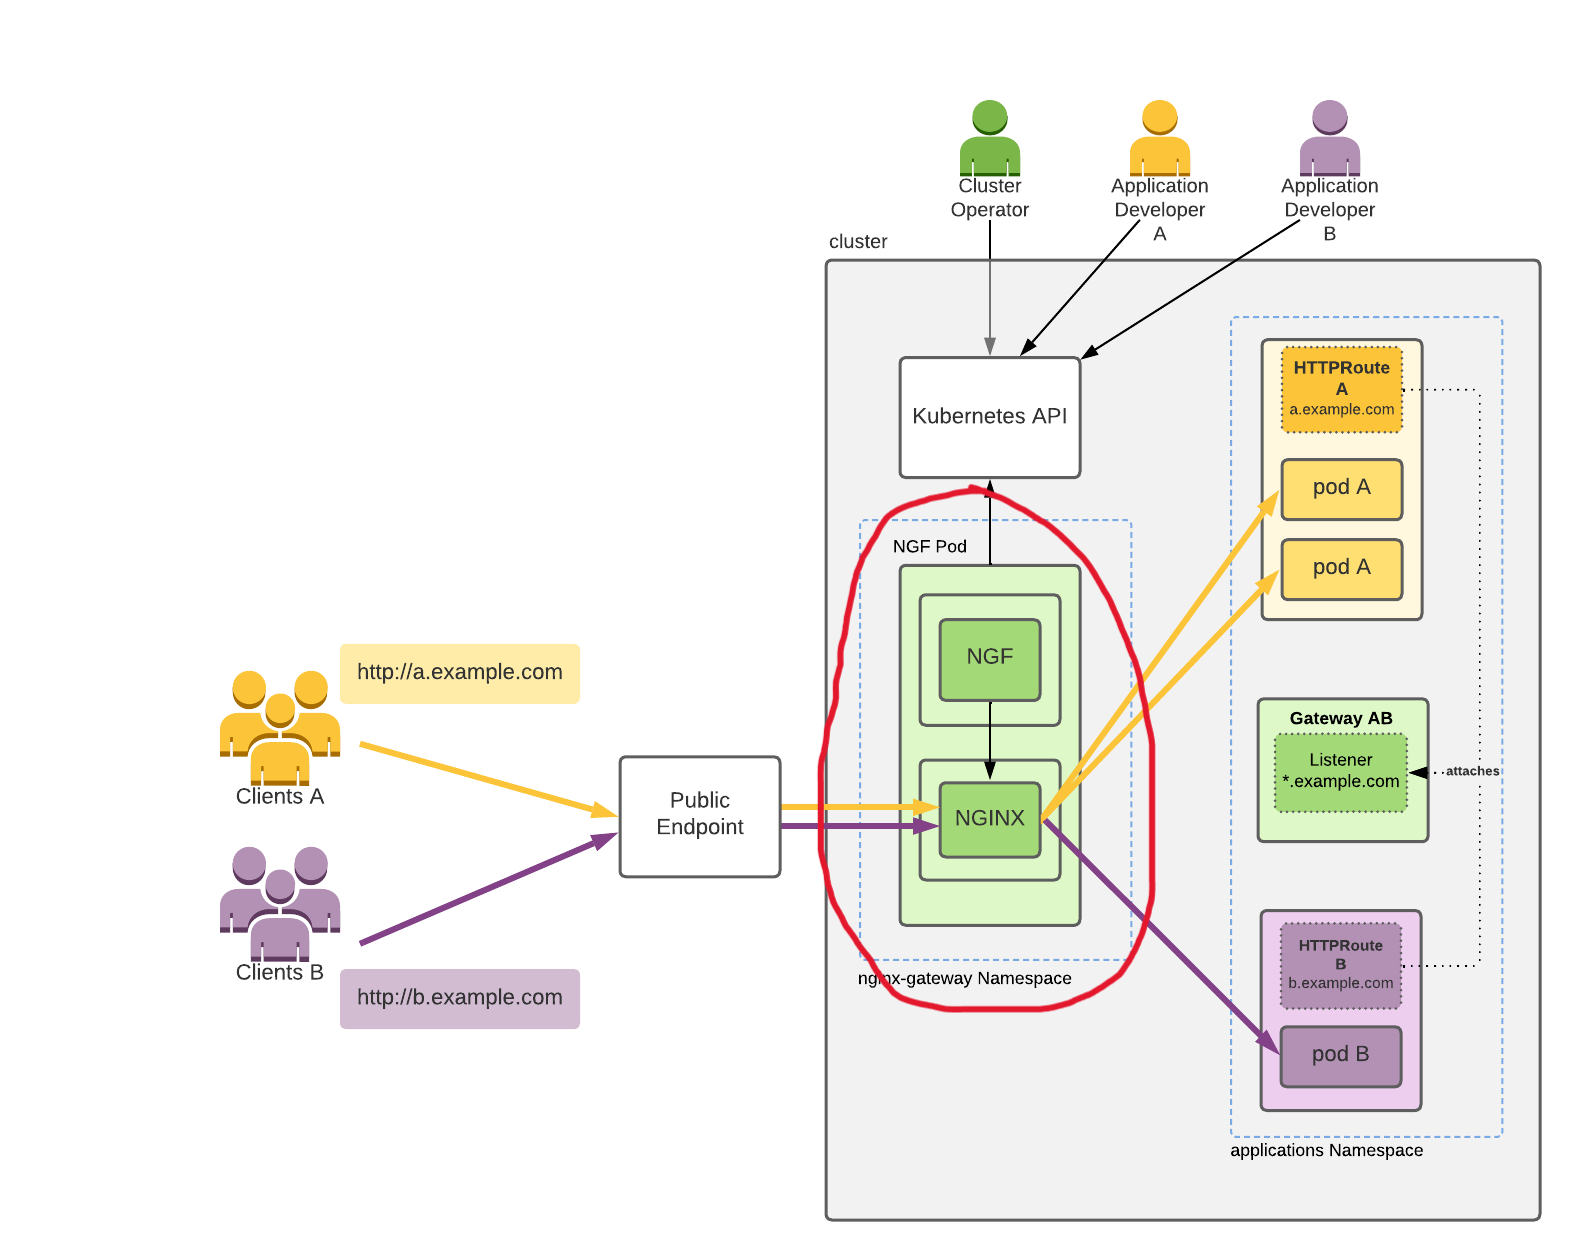 Cluster
Operator
Application
Developer
A
Application
Developer
B
cluster
Kubernetes API
HTTPRoute
A
a.example.com
pod A
pod A
NGF Pod
NGF
NGINX
nginx-gateway Namespace
http://a.example.com
Clients A
Public
Endpoint
Clients B
http://b.example.com
Gateway AB
Listener
*.example.com
attaches
HTTPRoute
B
b.example.com
pod B
applications Namespace